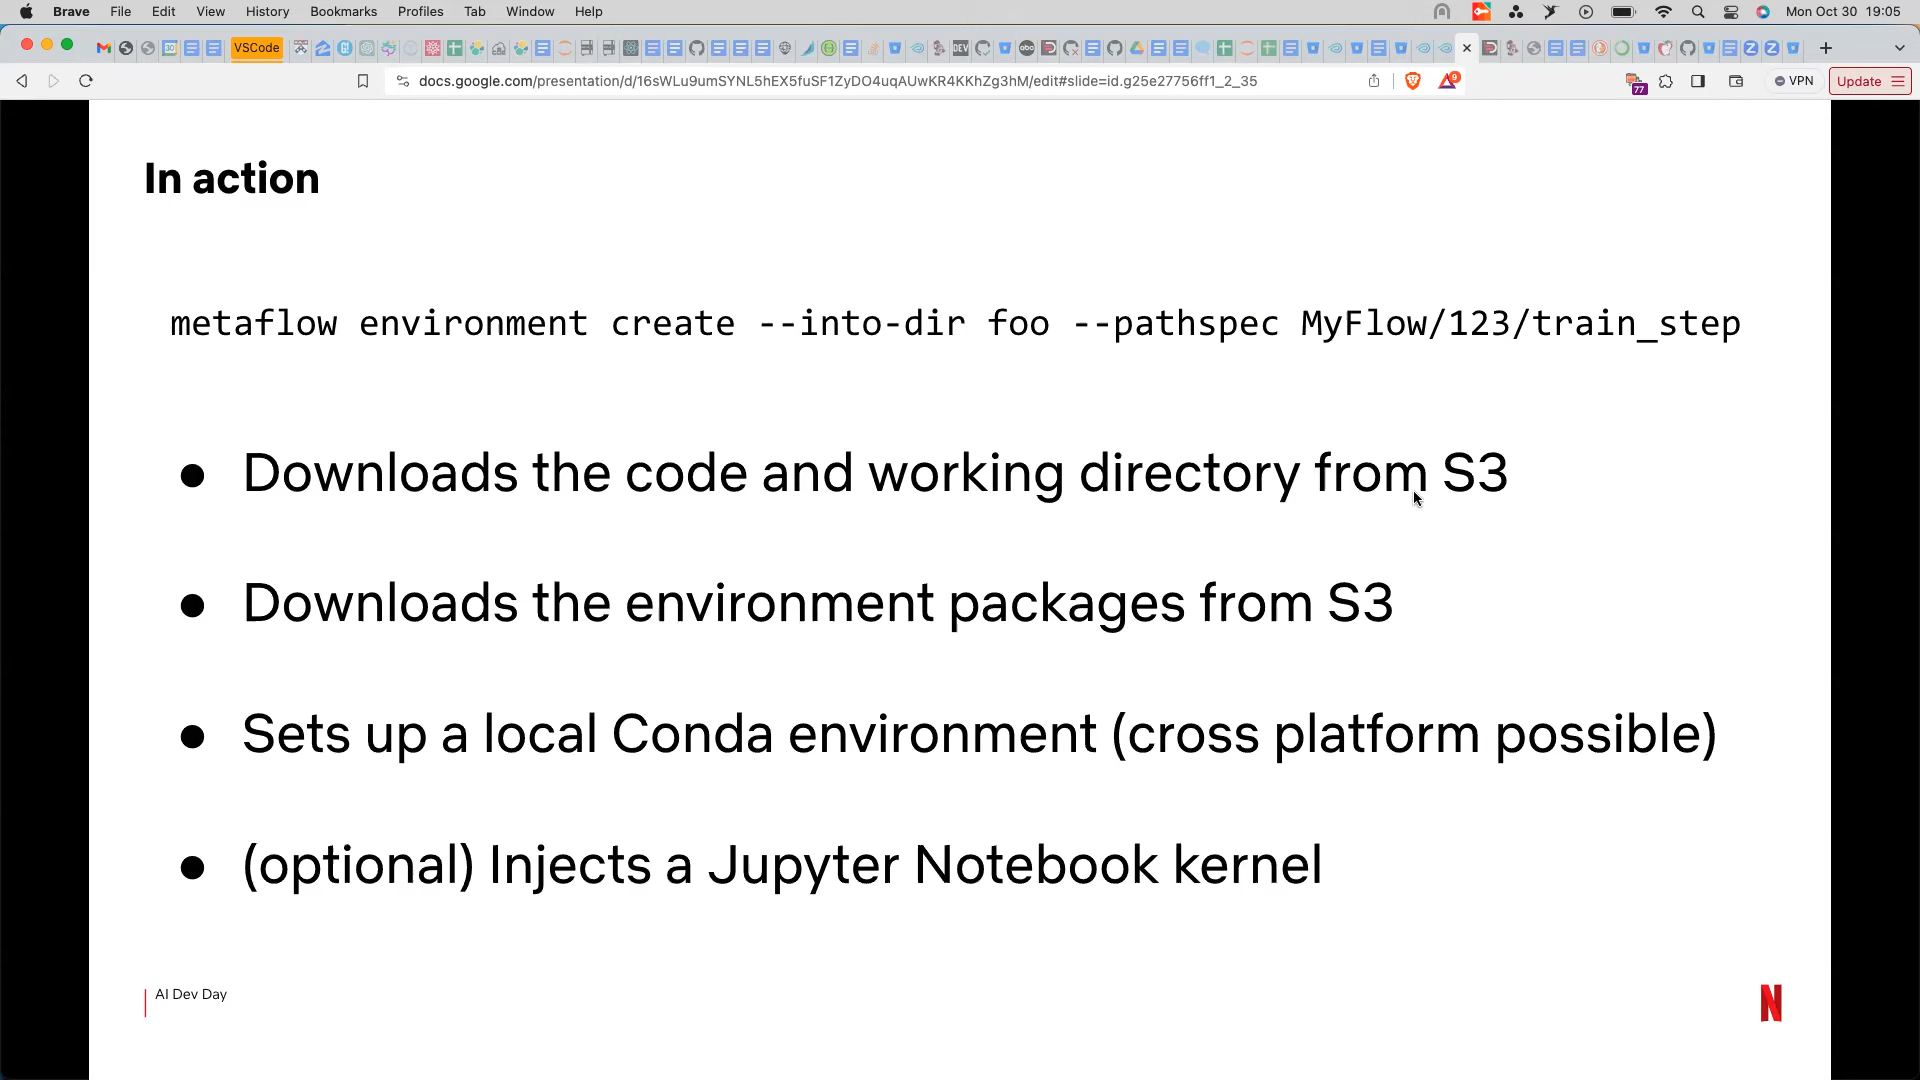 Brave File Edit View History Bookmarks Profiles Tab Window Help Mon Oct 30 19:05
VSCode
docs.google.com/presentation/d/16sWLu9umSYNL5hEX5fuSF1ZyDO4uqAUwKR4KKhZg3hM/edit#slide=id.g25e27756ff1_2_35 9 77 VPN Update
In action
metaflow environment create --into-dir foo --pathspec MyFlow/123/train_step
● Downloads the code and working directory from S3
● Downloads the environment packages from S3
● Sets up a local Conda environment (cross platform possible)
● (optional) Injects a Jupyter Notebook kernel
AI Dev Day
N